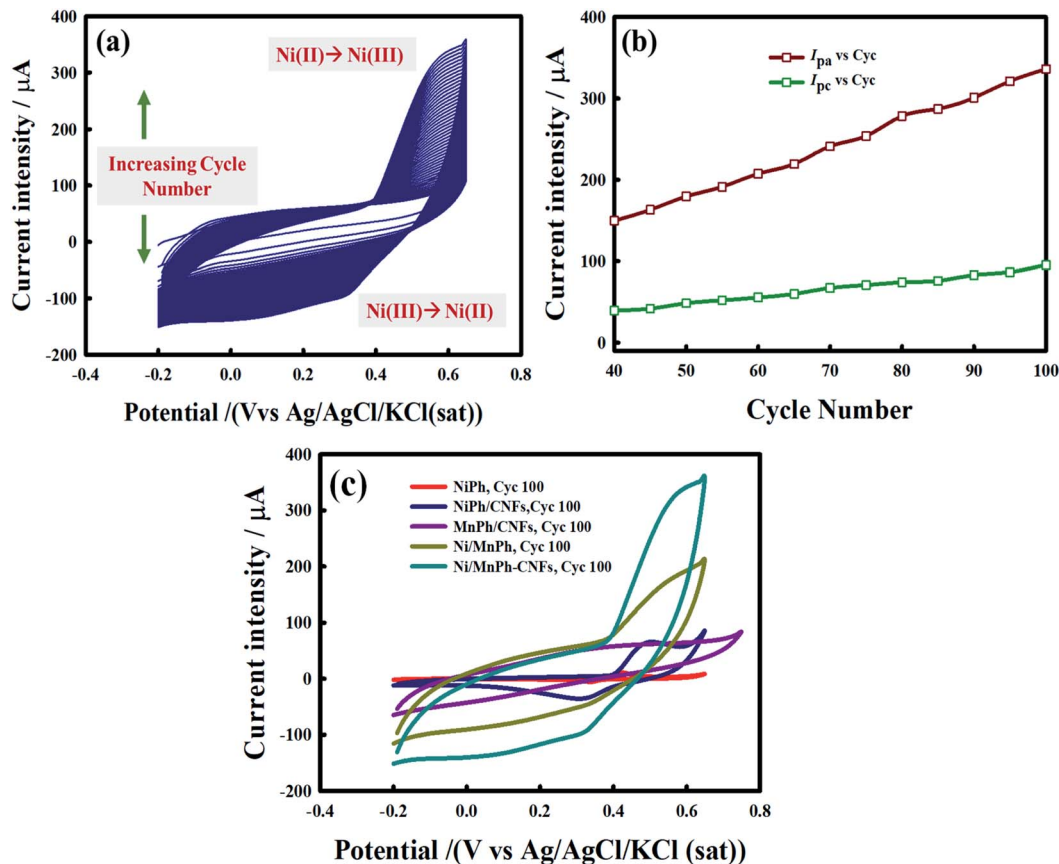 (a)
Ni(II)→ Ni(III)
Increasing Cycle
Number
Ni(III)→Ni(II)
400
300
200
100
0
-100
-200
-0.4
-0.2
0.0
0.2
0.4
0.6
0.8
Current intensity / μA
Potential /(Vvs Ag/AgCl/KCl(sat))
(b)
Ipa vs Cyc
Ipc vs Cyc
400
300
200
100
0
40
50
60
70
80
90
100
Current intensity/ μA
Cycle Number
(c)
NiPh, Cyc 100
NiPh/CNFs,Cyc 100
MnPh/CNFs, Cyc 100
Ni/MnPh, Cyc 100
Ni/MnPh-CNFs, Cyc 100
400
300
200
100
0
-100
-200
-0.4
-0.2
0.0
0.2
0.4
0.6
0.8
Current intensity / μA
Potential /(V vs Ag/AgCl/KCl (sat))